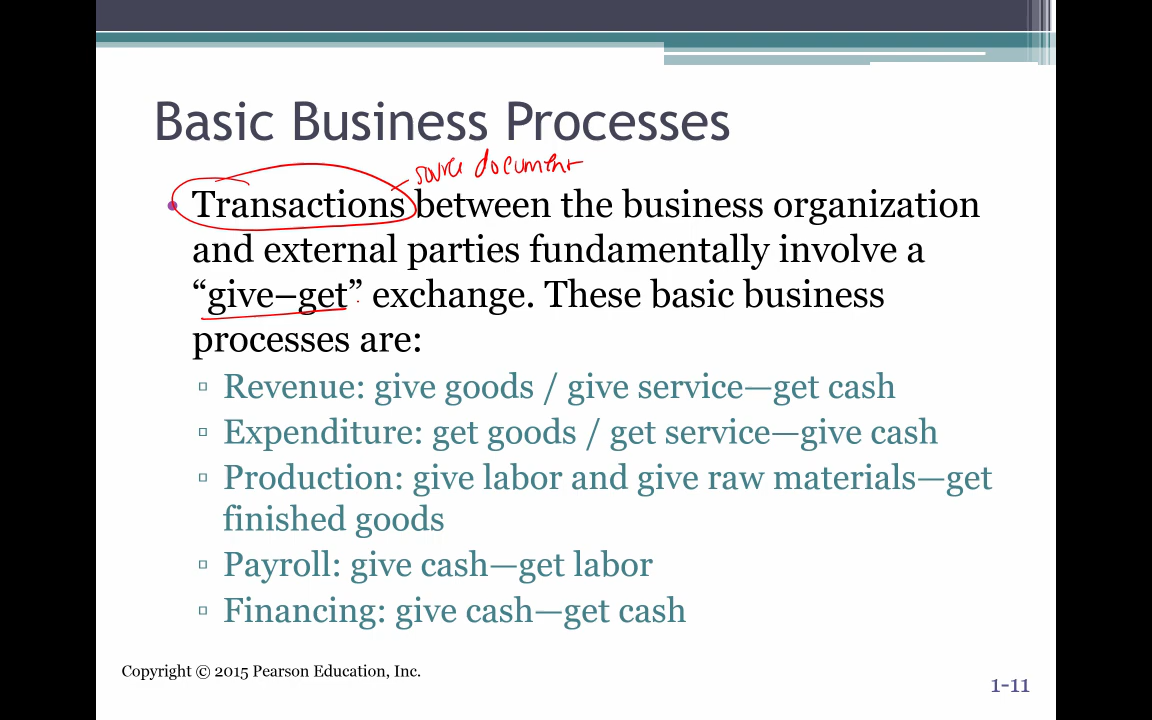 Basic Business Processes
source document
• Transactions between the business organization
and external parties fundamentally involve a
“give–get” exchange. These basic business
processes are:
▫ Revenue: give goods / give service—get cash
▫ Expenditure: get goods / get service—give cash
▫ Production: give labor and give raw materials—get
finished goods
▫ Payroll: give cash—get labor
▫ Financing: give cash—get cash
Copyright © 2015 Pearson Education, Inc.
1-11